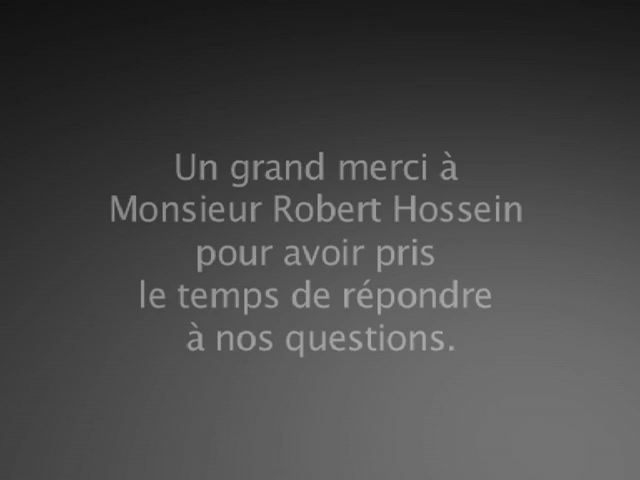 Un grand merci à
Monsieur Robert Hossein
pour avoir pris
le temps de répondre
à nos questions.